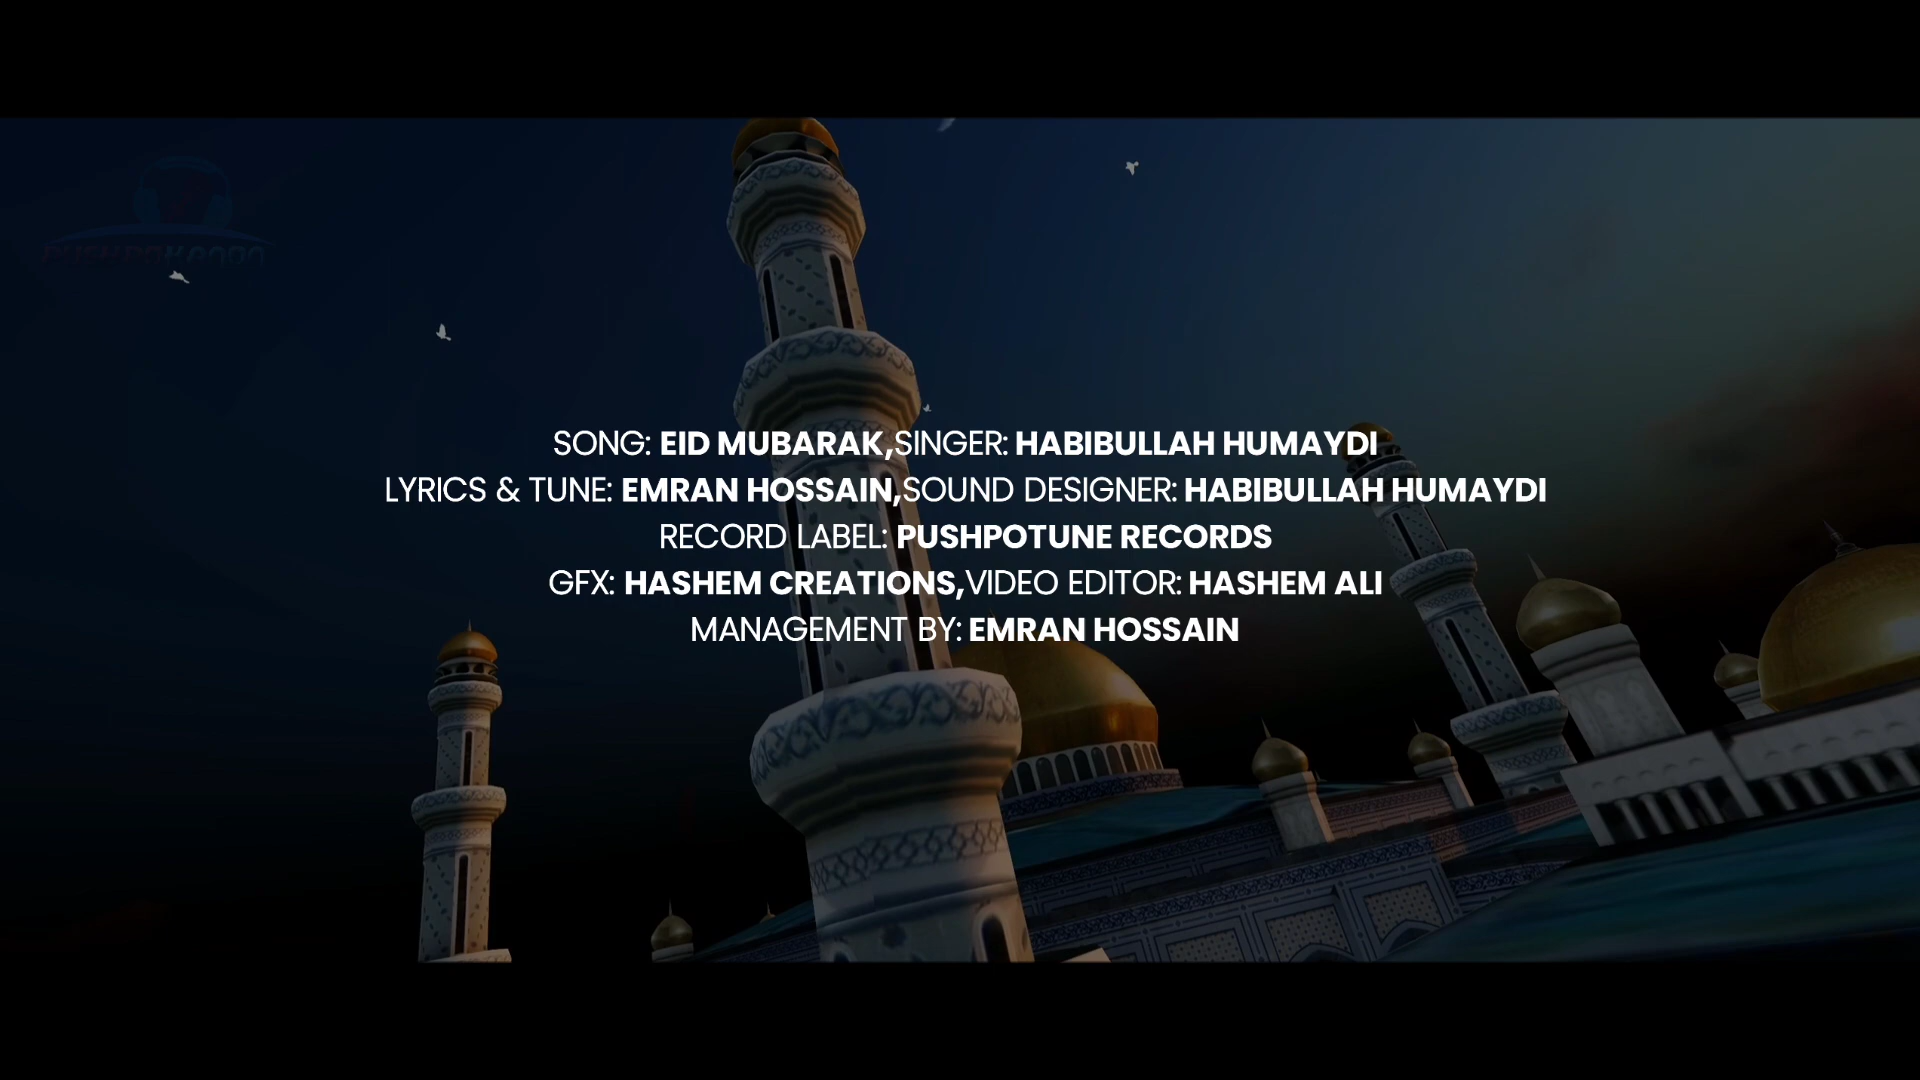 SONG: EID MUBARAK,SINGER: HABIBULLAH HUMAYDI
LYRICS & TUNE: EMRAN HOSSAIN,SOUND DESIGNER: HABIBULLAH HUMAYDI
RECORD LABEL: PUSHPOTUNE RECORDS
GFX: HASHEM CREATIONS,VIDEO EDITOR: HASHEM ALI
MANAGEMENT BY: EMRAN HOSSAIN